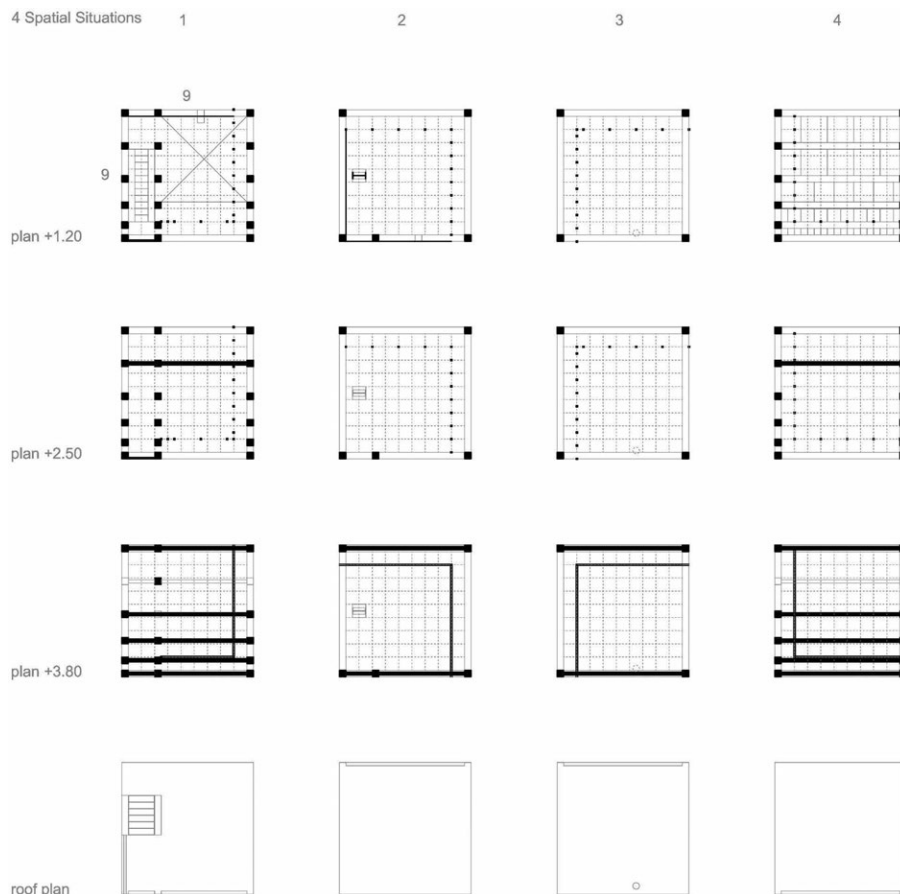 4 Spatial Situations 1 2 3 4
9
9
plan +1.20
plan +2.50
plan +3.80
roof plan